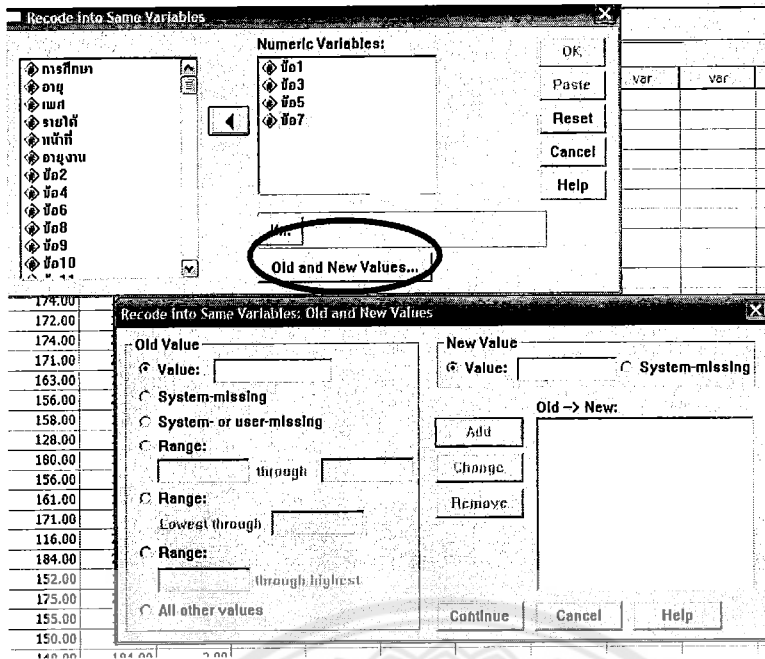 Recode into Same Variables
Numeric Variables:
การศึกษา
อายุ
เพศ
รายได้
หน้าที่
อายุงาน
ข้อ2
ข้อ4
ข้อ6
ข้อ8
ข้อ9
ข้อ10
ข้อ1
ข้อ3
ข้อ5
ข้อ7
OK
Paste
Reset
Cancel
Help
If...
Old and New Values...
var var
174.00
172.00
174.00
171.00
163.00
156.00
158.00
128.00
180.00
156.00
161.00
171.00
116.00
184.00
152.00
175.00
155.00
150.00
Recode into Same Variables: Old and New Values
Old Value
Value:
System-missing
System- or user-missing
Range:
through
Range:
Lowest through
Range:
through highest
All other values
New Value
Value: System-missing
Old --> New:
Add
Change
Remove
Continue Cancel Help